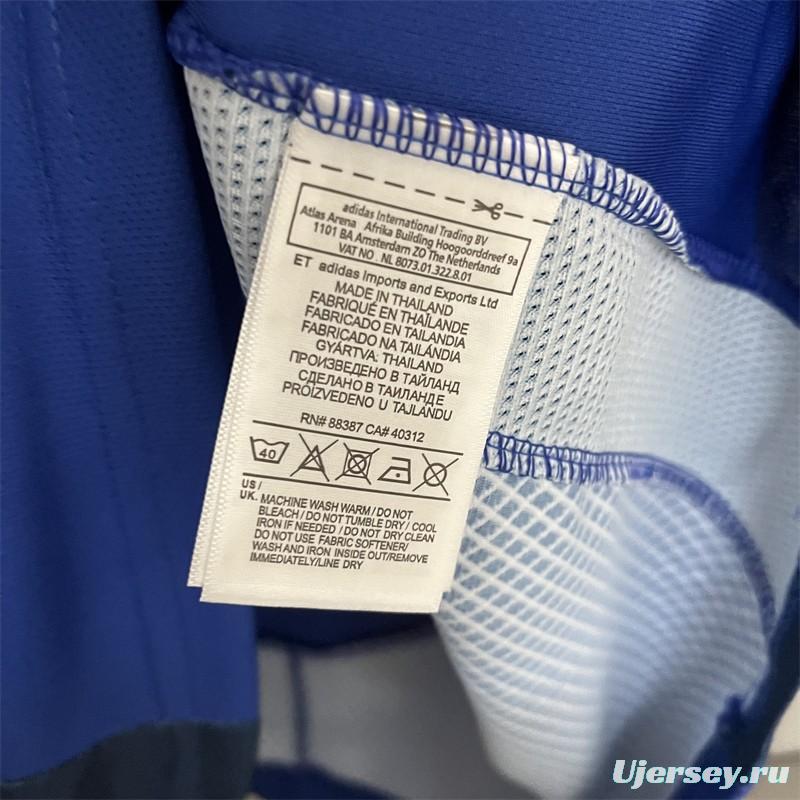 adidas International Trading BV
Atlas Arena Afrika Building Hoogoorddreef 9a
1101 BA Amsterdam ZO The Netherlands
VAT NO NL 8073.01.322.8.01
ET adidas Imports and Exports Ltd
MADE IN THAILAND
FABRIQUÉ EN THAÏLANDE
FABRICADO EN TAILANDIA
FABRICADO NA TAILÂNDIA
GYÁRTVA: THAILAND
ПРОИЗВЕДЕНО В ТАЙЛАНД
СДЕЛАНО В ТАИЛАНДЕ
PROIZVEDENO U TAJLANDU
RN# 88387 CA# 40312
40
US /
UK. MACHINE WASH WARM / DO NOT
BLEACH / DO NOT TUMBLE DRY / COOL
IRON IF NEEDED / DO NOT DRY CLEAN
DO NOT USE FABRIC SOFTENER/
WASH AND IRON INSIDE OUT/REMOVE
IMMEDIATELY/LINE DRY
Ujersey.ru